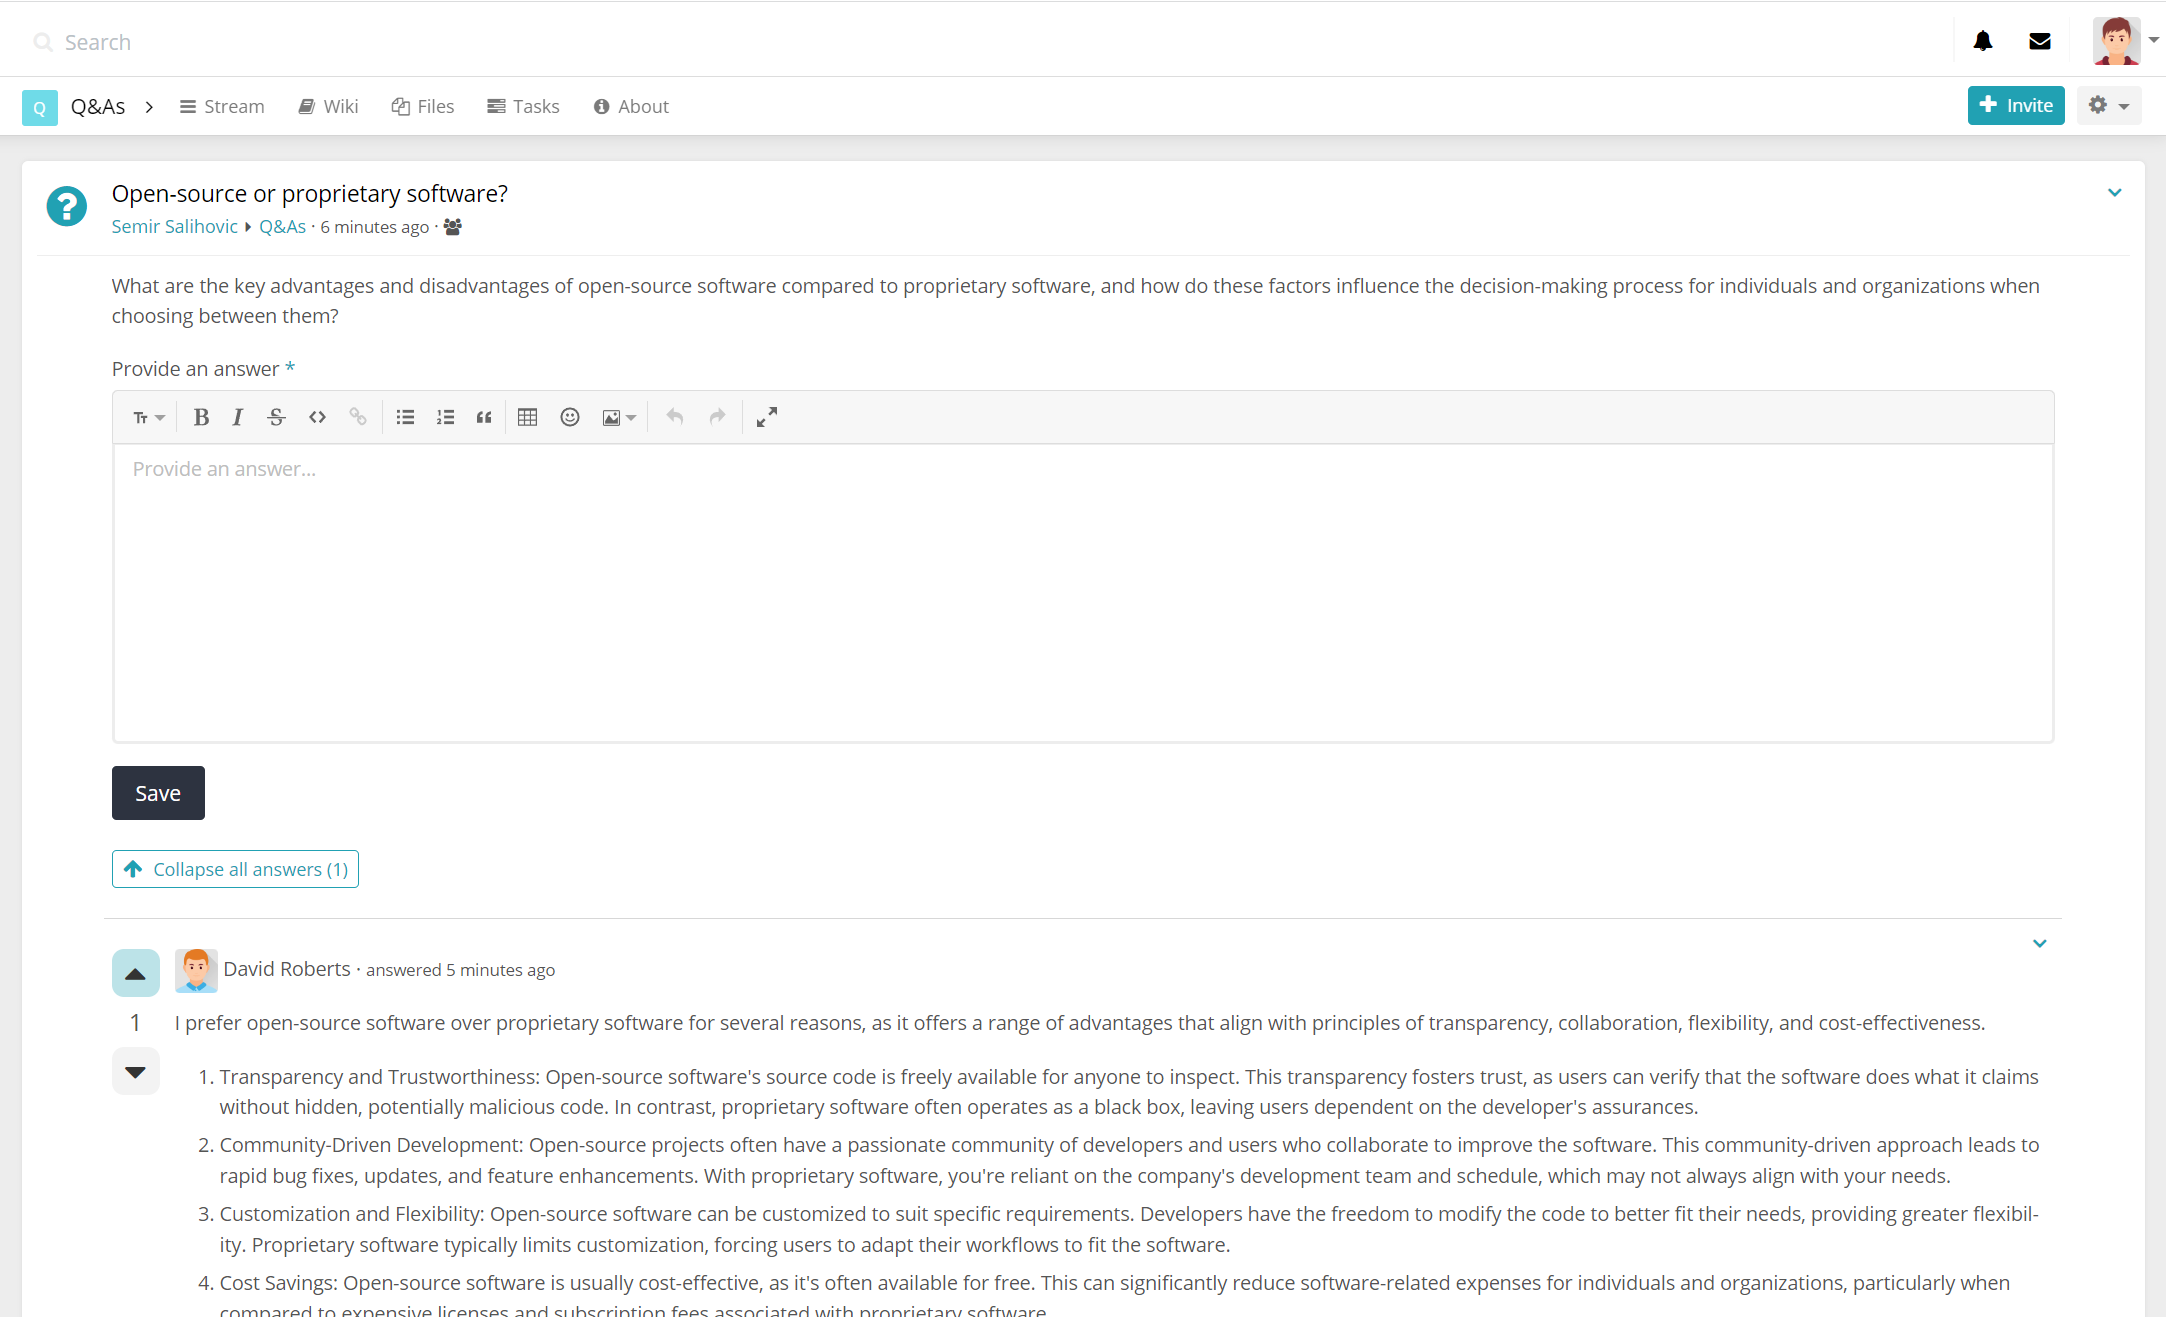 Search
Q Q&As Stream Wiki Files Tasks About Invite
Open-source or proprietary software?
Semir Salihovic Q&As · 6 minutes ago ·
What are the key advantages and disadvantages of open-source software compared to proprietary software, and how do these factors influence the decision-making process for individuals and organizations when
choosing between them?
Provide an answer *
Provide an answer...
Save
Collapse all answers (1)
David Roberts · answered 5 minutes ago
1
I prefer open-source software over proprietary software for several reasons, as it offers a range of advantages that align with principles of transparency, collaboration, flexibility, and cost-effectiveness.
1. Transparency and Trustworthiness: Open-source software's source code is freely available for anyone to inspect. This transparency fosters trust, as users can verify that the software does what it claims
without hidden, potentially malicious code. In contrast, proprietary software often operates as a black box, leaving users dependent on the developer's assurances.
2. Community-Driven Development: Open-source projects often have a passionate community of developers and users who collaborate to improve the software. This community-driven approach leads to
rapid bug fixes, updates, and feature enhancements. With proprietary software, you're reliant on the company's development team and schedule, which may not always align with your needs.
3. Customization and Flexibility: Open-source software can be customized to suit specific requirements. Developers have the freedom to modify the code to better fit their needs, providing greater flexibil-
ity. Proprietary software typically limits customization, forcing users to adapt their workflows to fit the software.
4. Cost Savings: Open-source software is usually cost-effective, as it's often available for free. This can significantly reduce software-related expenses for individuals and organizations, particularly when
compared to expensive licenses and subscription fees associated with proprietary software.